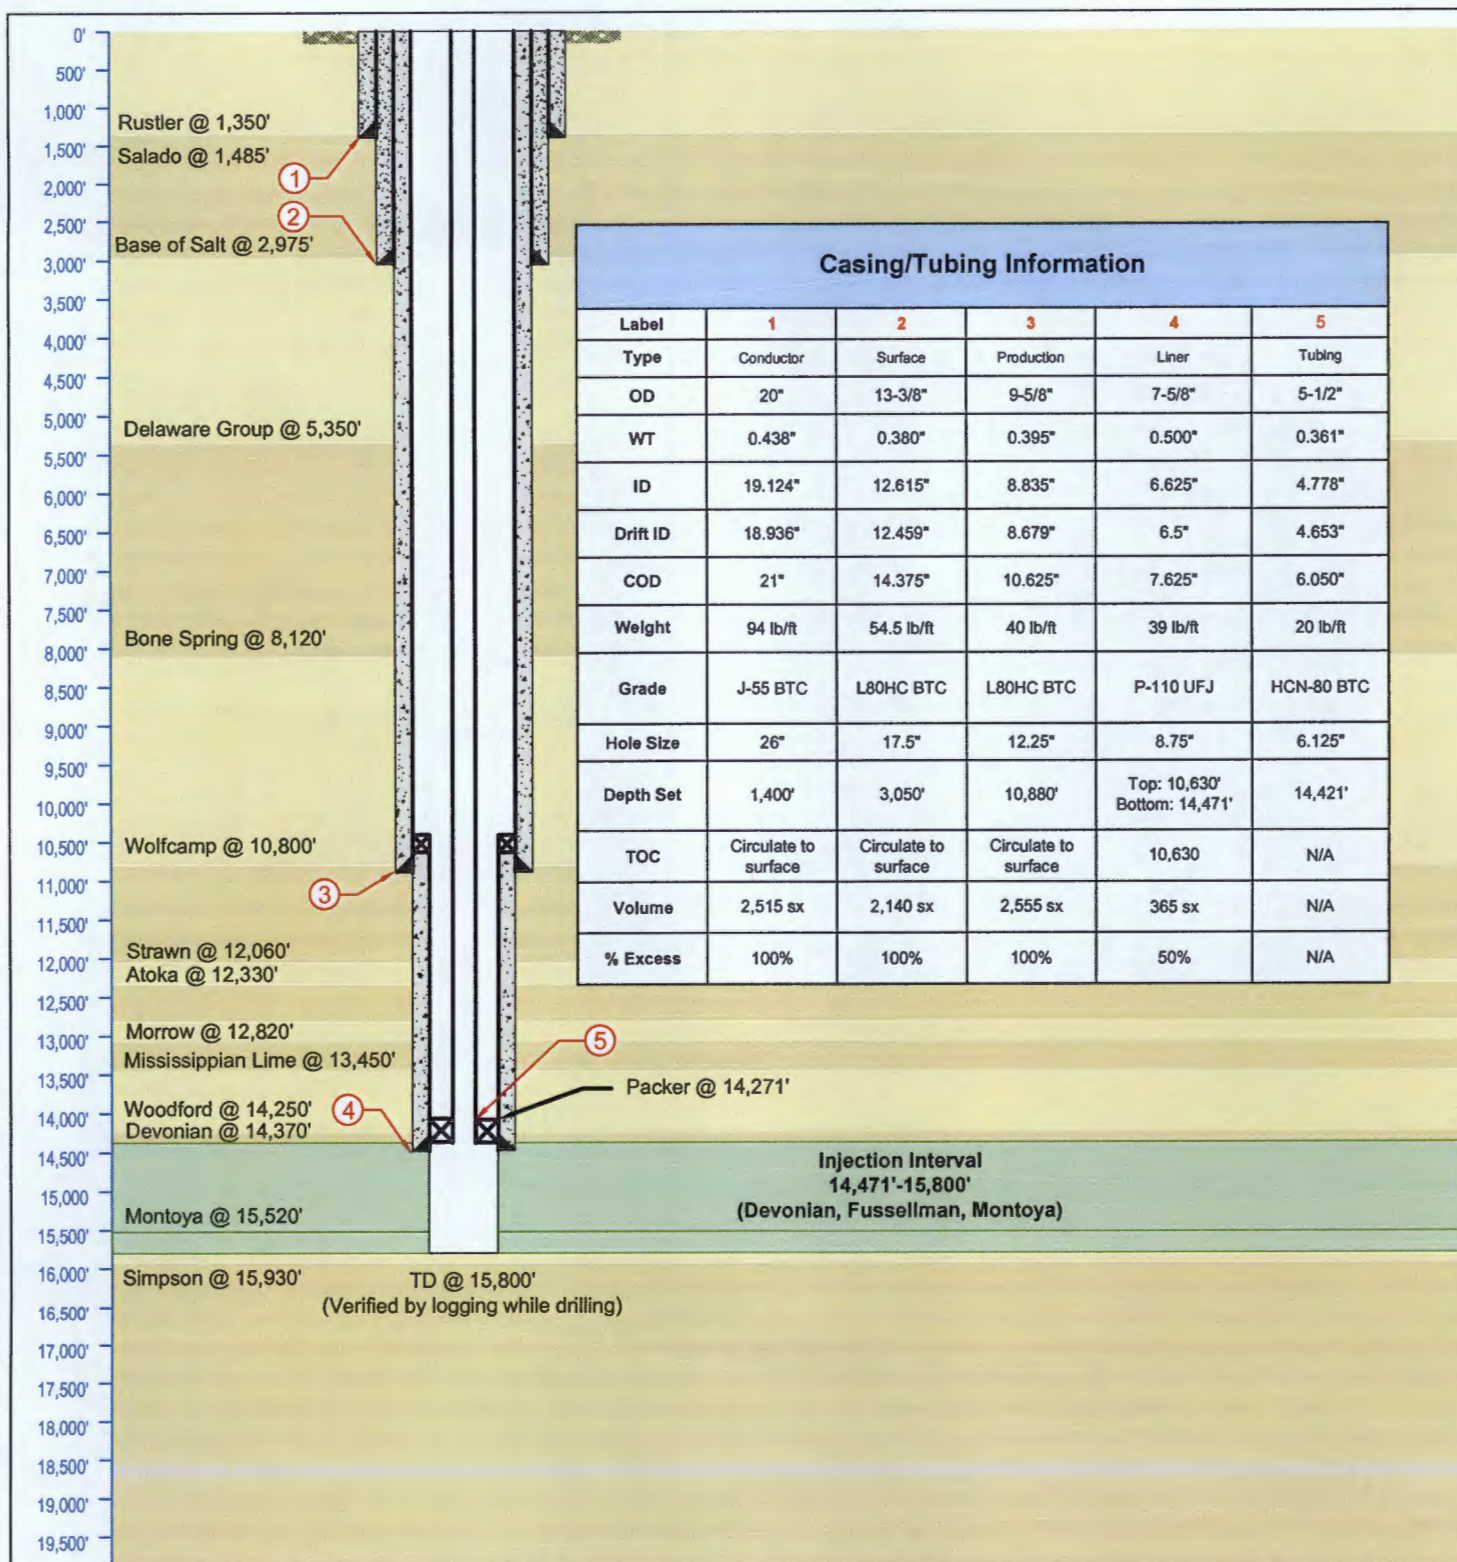 0'
500'
1,000'
1,500'
2,000'
2,500'
3,000'
3,500'
4,000'
4,500'
5,000'
5,500'
6,000'
6,500'
7,000'
7,500'
8,000'
8,500'
9,000'
9,500'
10,000'
10,500'
11,000'
11,500'
12,000'
12,500'
13,000'
13,500'
14,000'
14,500'
15,000
15,500'
16,000'
16,500'
17,000'
17,500'
18,000'
18,500'
19,000'
19,500'
Rustler @ 1,350'
Salado @ 1,485'
1
2
Base of Salt @ 2,975'
Delaware Group @ 5,350'
Bone Spring @ 8,120'
Wolfcamp @ 10,800'
3
Strawn @ 12,060'
Atoka @ 12,330'
Morrow @ 12,820'
Mississippian Lime @ 13,450'
Woodford @ 14,250'
Devonian @ 14,370'
4
5
Packer @ 14,271'
Montoya @ 15,520'
Simpson @ 15,930'
TD @ 15,800'
(Verified by logging while drilling)
Injection Interval
14,471'-15,800'
(Devonian, Fussellman, Montoya)
Casing/Tubing Information
Label 1 2 3 4 5
Type Conductor Surface Production Liner Tubing
OD 20" 13-3/8" 9-5/8" 7-5/8" 5-1/2"
WT 0.438" 0.380" 0.395" 0.500" 0.361"
ID 19.124" 12.615" 8.835" 6.625" 4.778"
Drift ID 18.936" 12.459" 8.679" 6.5" 4.653"
COD 21" 14.375" 10.625" 7.625" 6.050"
Weight 94 lb/ft 54.5 lb/ft 40 lb/ft 39 lb/ft 20 lb/ft
Grade J-55 BTC L80HC BTC L80HC BTC P-110 UFJ HCN-80 BTC
Hole Size 26" 17.5" 12.25" 8.75" 6.125"
Depth Set 1,400' 3,050' 10,880' Top: 10,630' Bottom: 14,471' 14,421'
TOC Circulate to surface Circulate to surface Circulate to surface 10,630 N/A
Volume 2,515 sx 2,140 sx 2,555 sx 365 sx N/A
% Excess 100% 100% 100% 50% N/A